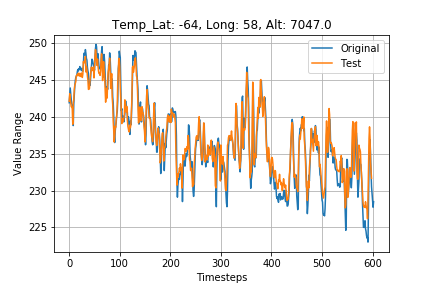 Temp_Lat: -64, Long: 58, Alt: 7047.0
Original
Test
Value Range
250
245
240
235
230
225
0 100 200 300 400 500 600
Timesteps